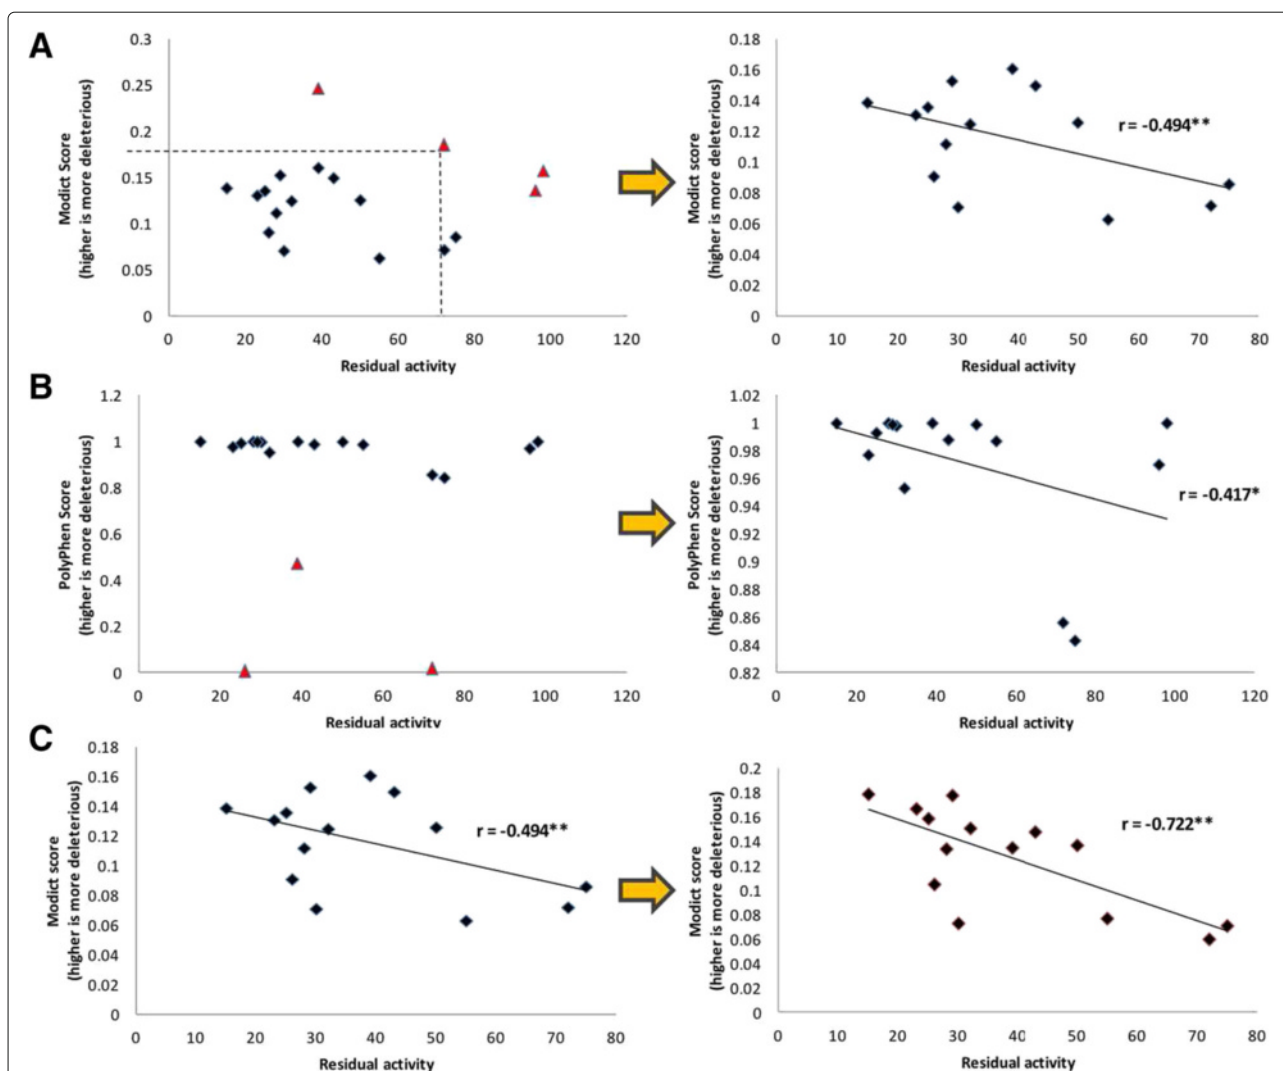 A
Modict Score
(higher is more deleterious)
0.3
0.25
0.2
0.15
0.1
0.05
0
0 20 40 60 80 100 120
Residual activity
Modict Score
(higher is more deleterious)
0.18
0.16
0.14
0.12
0.1
0.08
0.06
0.04
0.02
0
r = -0.494**
0 10 20 30 40 50 60 70 80
Residual activity
B
PolyPhen Score
(higher is more deleterious)
1.2
1
0.8
0.6
0.4
0.2
0
0 20 40 60 80 100 120
Residual activity
PolyPhen Score
(higher is more deleterious)
1.02
1
0.98
0.96
0.94
0.92
0.9
0.88
0.86
0.84
0.82
r = -0.417*
0 20 40 60 80 100 120
Residual activity
C
Modict score
(higher is more deleterious)
0.18
0.16
0.14
0.12
0.1
0.08
0.06
0.04
0.02
0
r = -0.494**
0 10 20 30 40 50 60 70 80
Residual activity
Modict score
(higher is more deleterious)
0.2
0.18
0.16
0.14
0.12
0.1
0.08
0.06
0.04
0.02
0
r = -0.722**
0 10 20 30 40 50 60 70 80
Residual activity